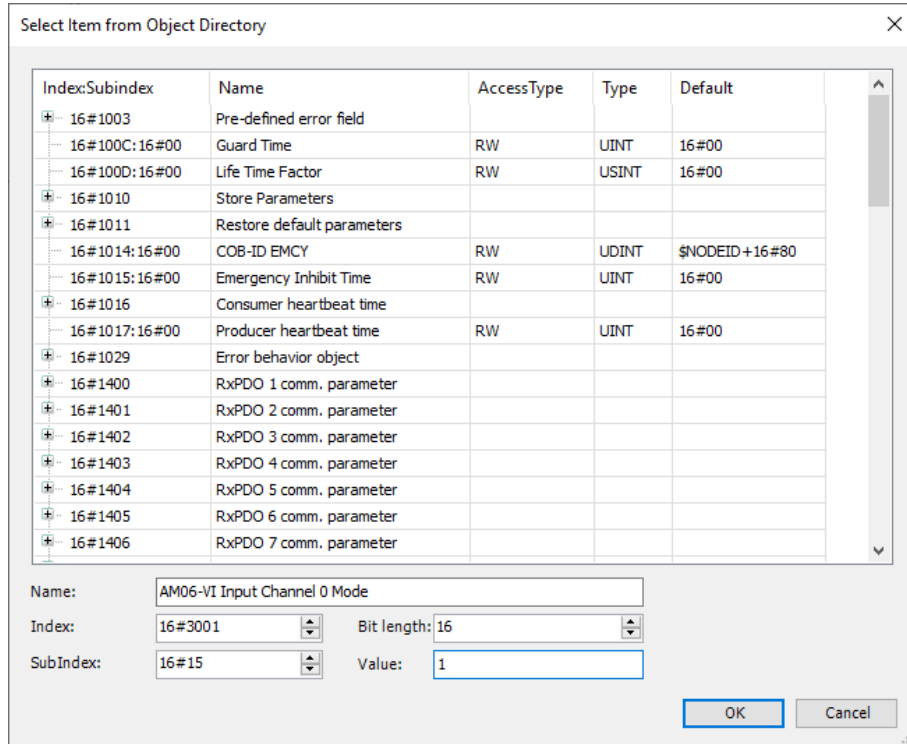 Select Item from Object Directory
Index:Subindex Name AccessType Type Default
16#1003 Pre-defined error field
16#100C:16#00 Guard Time RW UINT 16#00
16#100D:16#00 Life Time Factor RW USINT 16#00
16#1010 Store Parameters
16#1011 Restore default parameters
16#1014:16#00 COB-ID EMCY RW UDINT $NODEID+16#80
16#1015:16#00 Emergency Inhibit Time RW UINT 16#00
16#1016 Consumer heartbeat time
16#1017:16#00 Producer heartbeat time RW UINT 16#00
16#1029 Error behavior object
16#1400 RxPDO 1 comm. parameter
16#1401 RxPDO 2 comm. parameter
16#1402 RxPDO 3 comm. parameter
16#1403 RxPDO 4 comm. parameter
16#1404 RxPDO 5 comm. parameter
16#1405 RxPDO 6 comm. parameter
16#1406 RxPDO 7 comm. parameter
Name: AM06-VI Input Channel 0 Mode
Index: 16#3001 Bit length: 16
SubIndex: 16#15 Value: 1
OK Cancel